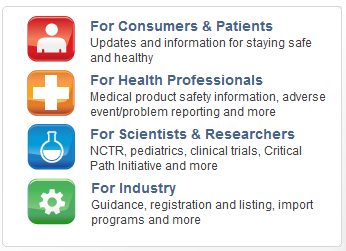 For Consumers & Patients
Updates and information for staying safe
and healthy
For Health Professionals
Medical product safety information, adverse
event/problem reporting and more
For Scientists & Researchers
NCTR, pediatrics, clinical trials, Critical
Path Initiative and more
For Industry
Guidance, registration and listing, import
programs and more